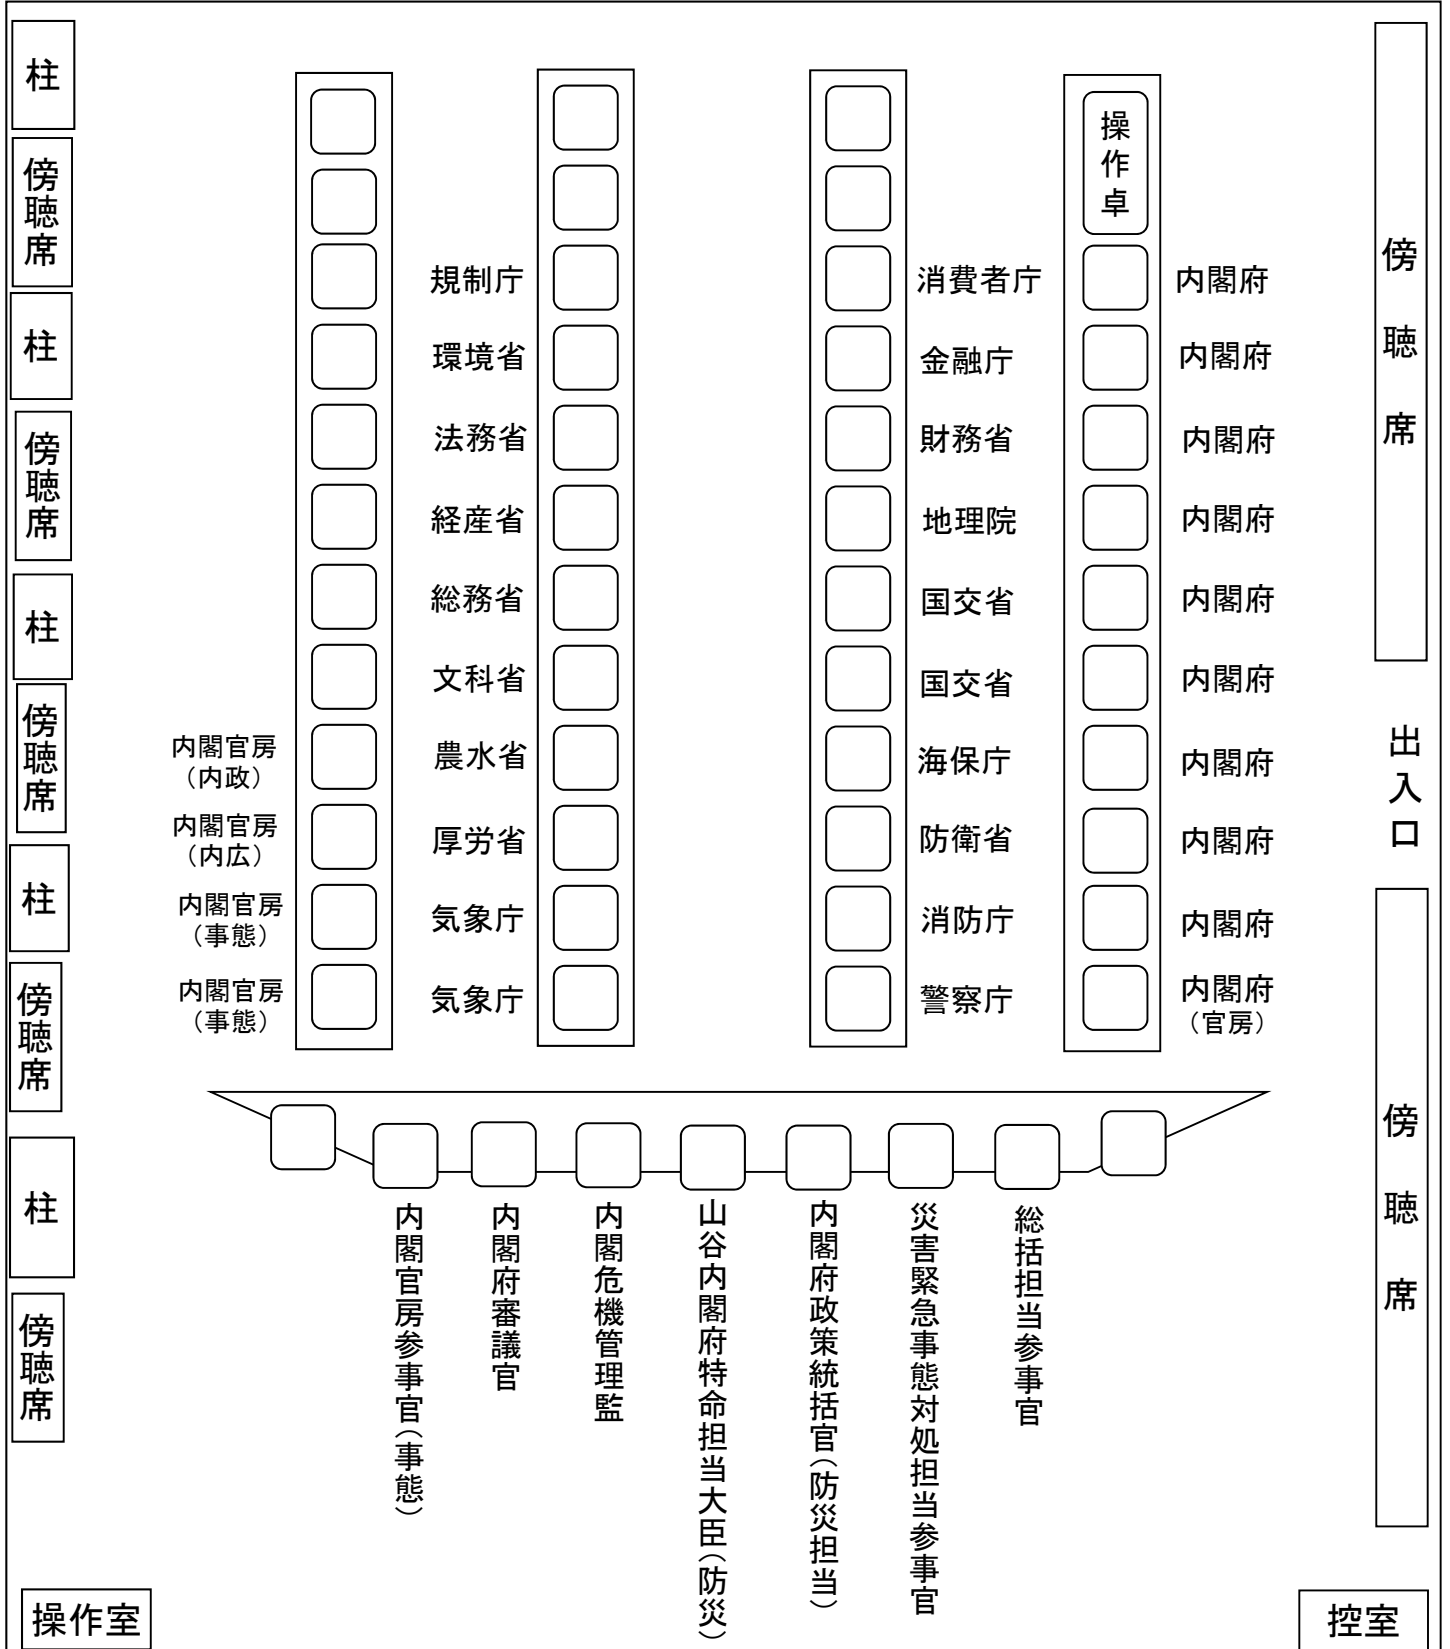 柱
傍聴席
柱
傍聴席
柱
傍聴席
柱
傍聴席
柱
傍聴席
内閣官房
（内政）
内閣官房
（内広）
内閣官房
（事態）
内閣官房
（事態）
規制庁
環境省
法務省
経産省
総務省
文科省
農水省
厚労省
気象庁
気象庁
消費者庁
金融庁
財務省
地理院
国交省
国交省
海保庁
防衛省
消防庁
警察庁
操作卓
内閣府
内閣府
内閣府
内閣府
内閣府
内閣府
内閣府
内閣府
内閣府
内閣府
（官房）
傍聴席
出入口
傍聴席
内閣官房参事官（事態）
内閣府審議官
内閣危機管理監
山谷内閣府特命担当大臣（防災）
内閣府政策統括官（防災担当）
災害緊急事態対処担当参事官
総括担当参事官
操作室
控室